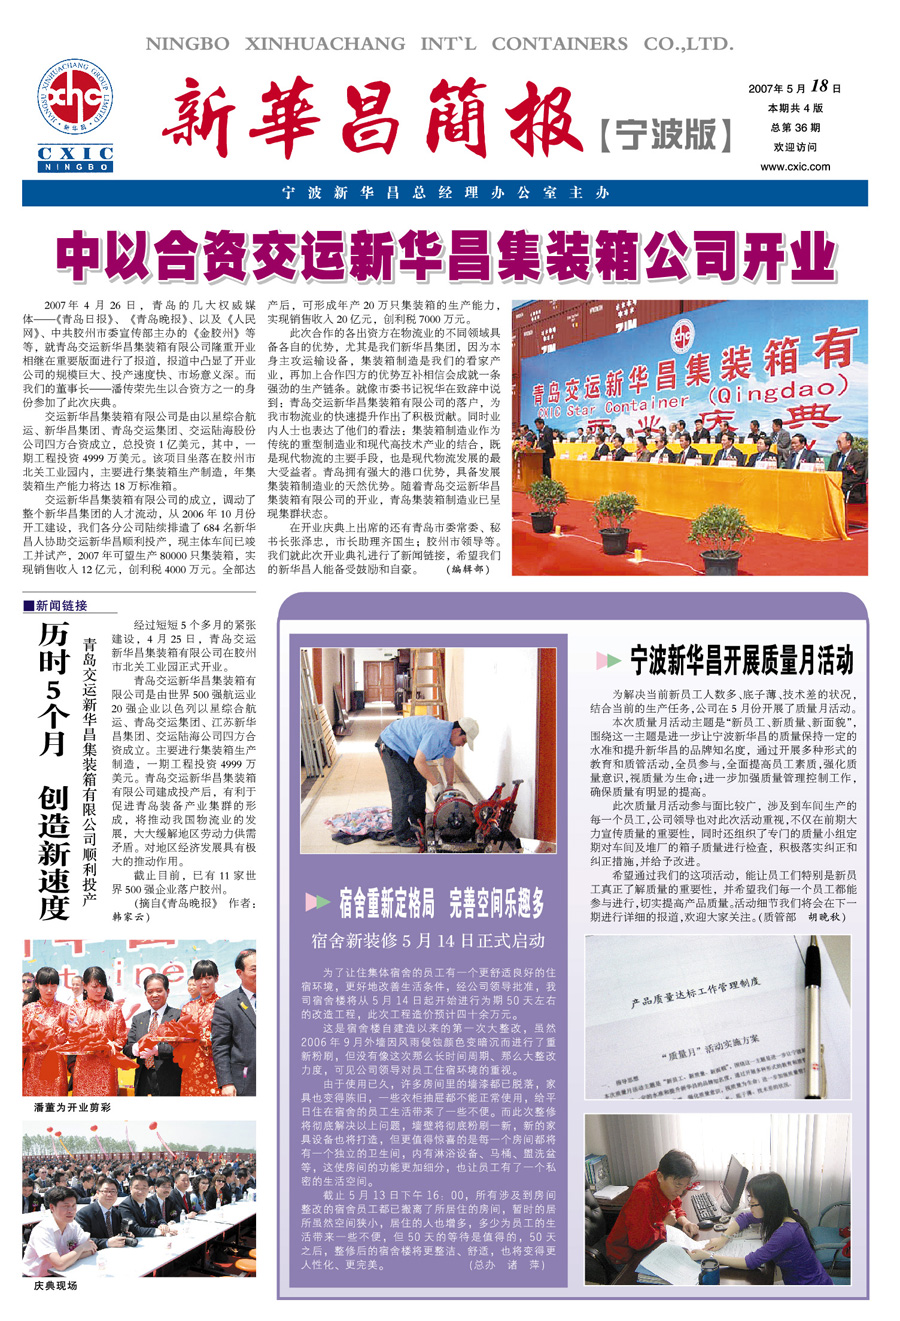 NINGBO XINHUACHANG INT`L CONTAINERS CO.,LTD.
JIANGSU XINHUACHANG GROUP LIMITED
xhc
·新华昌·
CXIC
NINGBO
新華昌簡报【宁波版】
2007年 5 月 18 日
本期共 4 版
总第 36 期
欢迎访问
www.cxic.com
宁波新华昌总经理办公室主办
中以合资交运新华昌集装箱公司开业
2007年 4 月 26 日，青岛的几大权威媒
体——《青岛日报》、《青岛晚报》、以及《人民
网》、中共胶州市委宣传部主办的《金胶州》等
等，就青岛交运新华昌集装箱有限公司隆重开业
相继在重要版面进行了报道，报道中凸显了开业
公司的规模巨大、投产速度快、市场意义深。而
我们的董事长——潘传荣先生以合资方之一的身
份参加了此次庆典。
交运新华昌集装箱有限公司是由以星综合航
运、新华昌集团、青岛交运集团、交运陆海股份
公司四方合资成立，总投资 1 亿美元，其中，一
期工程投资 4999 万美元。该项目坐落在胶州市
北关工业园内，主要进行集装箱生产制造，年集
装箱生产能力将达 18 万标准箱。
交运新华昌集装箱有限公司的成立，调动了
整个新华昌集团的人才流动，从 2006 年 10 月份
开工建设，我们各分公司陆续排遣了 684 名新华
昌人协助交运新华昌顺利投产，现主体车间已竣
工并试产，2007 年可望生产 80000 只集装箱，实
现销售收入 12 亿元，创利税 4000 万元。全部达
产后，可形成年产 20 万只集装箱的生产能力，
实现销售收入 20 亿元，创利税 7000 万元。
此次合作的各出资方在物流业的不同领域具
备各自的优势，尤其是我们新华昌集团，因为本
身主攻运输设备，集装箱制造是我们的看家产
业，再加上合作四方的优势互补相信会成就一条
强劲的生产链条。就像市委书记祝华在致辞中说
到：青岛交运新华昌集装箱有限公司的落户，为
我市物流业的快速提升作出了积极贡献。同时业
内人士也表达了他们的看法：集装箱制造业作为
传统的重型制造业和现代高技术产业的结合，既
是现代物流的主要手段，也是现代物流发展的最
大受益者。青岛拥有强大的港口优势，具备发展
集装箱制造业的天然优势。随着青岛交运新华昌
集装箱有限公司的开业，青岛集装箱制造业已呈
现集群状态。
在开业庆典上出席的还有青岛市委常委、秘
书长张泽忠，市长助理齐国生；胶州市领导等。
我们就此次开业典礼进行了新闻链接，希望我们
的新华昌人能备受鼓励和自豪。 （编辑部）
青岛交运新华昌集装箱有
CXIC Star Container (Qingdao)
开业庆典
■新闻链接
历时5个月 创造新速度
青岛交运新华昌集装箱有限公司顺利投产
经过短短 5 个多月的紧张
建设，4 月 25 日，青岛交运
新华昌集装箱有限公司在胶州
市北关工业园正式开业。
青岛交运新华昌集装箱有
限公司是由世界 500 强航运业
20 强企业以色列以星综合航
运、青岛交运集团、江苏新华
昌集团、交运陆海公司四方合
资成立。主要进行集装箱生产
制造，一期工程投资 4999 万
美元。青岛交运新华昌集装箱
有限公司建成投产后，有利于
促进青岛装备产业集群的形
成，将推动我国物流业的发
展，大大缓解地区劳动力供需
矛盾。对地区经济发展具有极
大的推动作用。
截止目前，已有 11 家世
界 500 强企业落户胶州。
（摘自《青岛晚报》 作者：
韩家云）
潘董为开业剪彩
庆典现场
宿舍重新定格局 完善空间乐趣多
宿舍新装修 5 月 14 日正式启动
为了让住集体宿舍的员工有一个更舒适良好的住
宿环境，更好地改善生活条件，经公司领导批准，我
司宿舍楼将从 5 月 14 日起开始进行为期 50 天左右
的改造工程，此次工程造价预计四十余万元。
这是宿舍楼自建造以来的第一次大整改，虽然
2006 年 9 月外墙因风雨侵蚀颜色变暗沉而进行了重
新粉刷，但没有像这次那么长时间周期、那么大整改
力度，可见公司领导对员工住宿环境的重视。
由于使用已久，许多房间里的墙漆都已脱落，家
具也变得陈旧，一些衣柜抽屉都不能正常使用，给平
日住在宿舍的员工生活带来了一些不便。而此次整修
将彻底解决以上问题，墙壁将彻底粉刷一新，新的家
具设备也将打造，但更值得惊喜的是每一个房间都将
有一个独立的卫生间，内有淋浴设备、马桶、盥洗盆
等，这使房间的功能更加细分，也让员工有了一个私
密的生活空间。
截止 5 月 13 日下午 16：00，所有涉及到房间
整改的宿舍员工都已搬离了所居住的房间，暂时的居
所虽然空间狭小，居住的人也增多，多少为员工的生
活带来一些不便，但 50 天的等待是值得的，50 天
之后，整修后的宿舍楼将更整洁、舒适，也将变得更
人性化、更完美。 （总办 诸 萍）
宁波新华昌开展质量月活动
为解决当前新员工人数多、底子薄、技术差的状况，
结合当前的生产任务，公司在 5 月份开展了质量月活动。
本次质量月活动主题是“新员工、新质量、新面貌”，
围绕这一主题是进一步让宁波新华昌的质量保持一定的
水准和提升新华昌的品牌知名度，通过开展多种形式的
教育和质管活动，全员参与，全面提高员工素质，强化质
量意识，视质量为生命；进一步加强质量管理控制工作，
确保质量有明显的提高。
此次质量月活动参与面比较广，涉及到车间生产的
每一个员工，公司领导也对此次活动重视，不仅在前期大
力宣传质量的重要性，同时还组织了专门的质量小组定
期对车间及堆厂的箱子质量进行检查，积极落实纠正和
纠正措施，并给予改进。
希望通过我们的这项活动，能让员工们特别是新员
工真正了解质量的重要性，并希望我们每一个员工都能
参与进行，切实提高产品质量。活动细节我们将会在下一
期进行详细的报道，欢迎大家关注。（质管部 胡晚秋）
产品质量达标工作管理制度
“质量月”活动实施方案